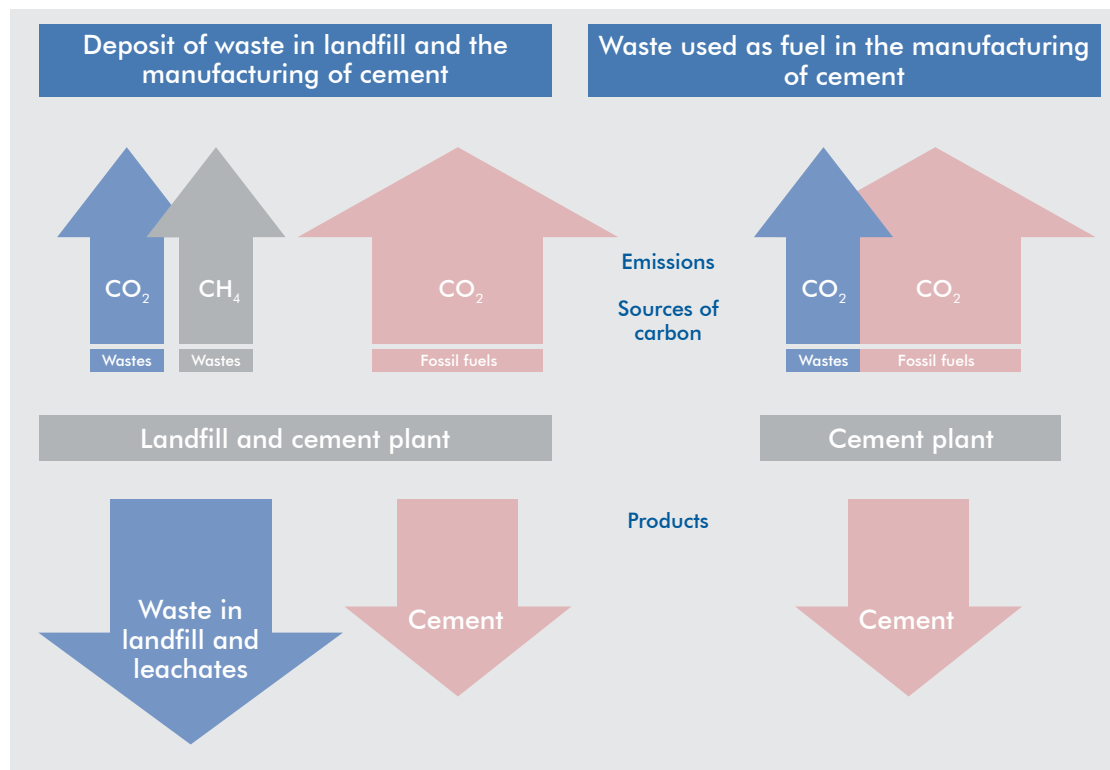 Deposit of waste in landfill and the
manufacturing of cement
Waste used as fuel in the manufacturing
of cement
CO₂
CH₄
CO₂
Emissions
Sources of
carbon
CO₂
CO₂
Wastes
Wastes
Fossil fuels
Wastes
Fossil fuels
Landfill and cement plant
Cement plant
Products
Waste in
landfill and
leachates
Cement
Cement